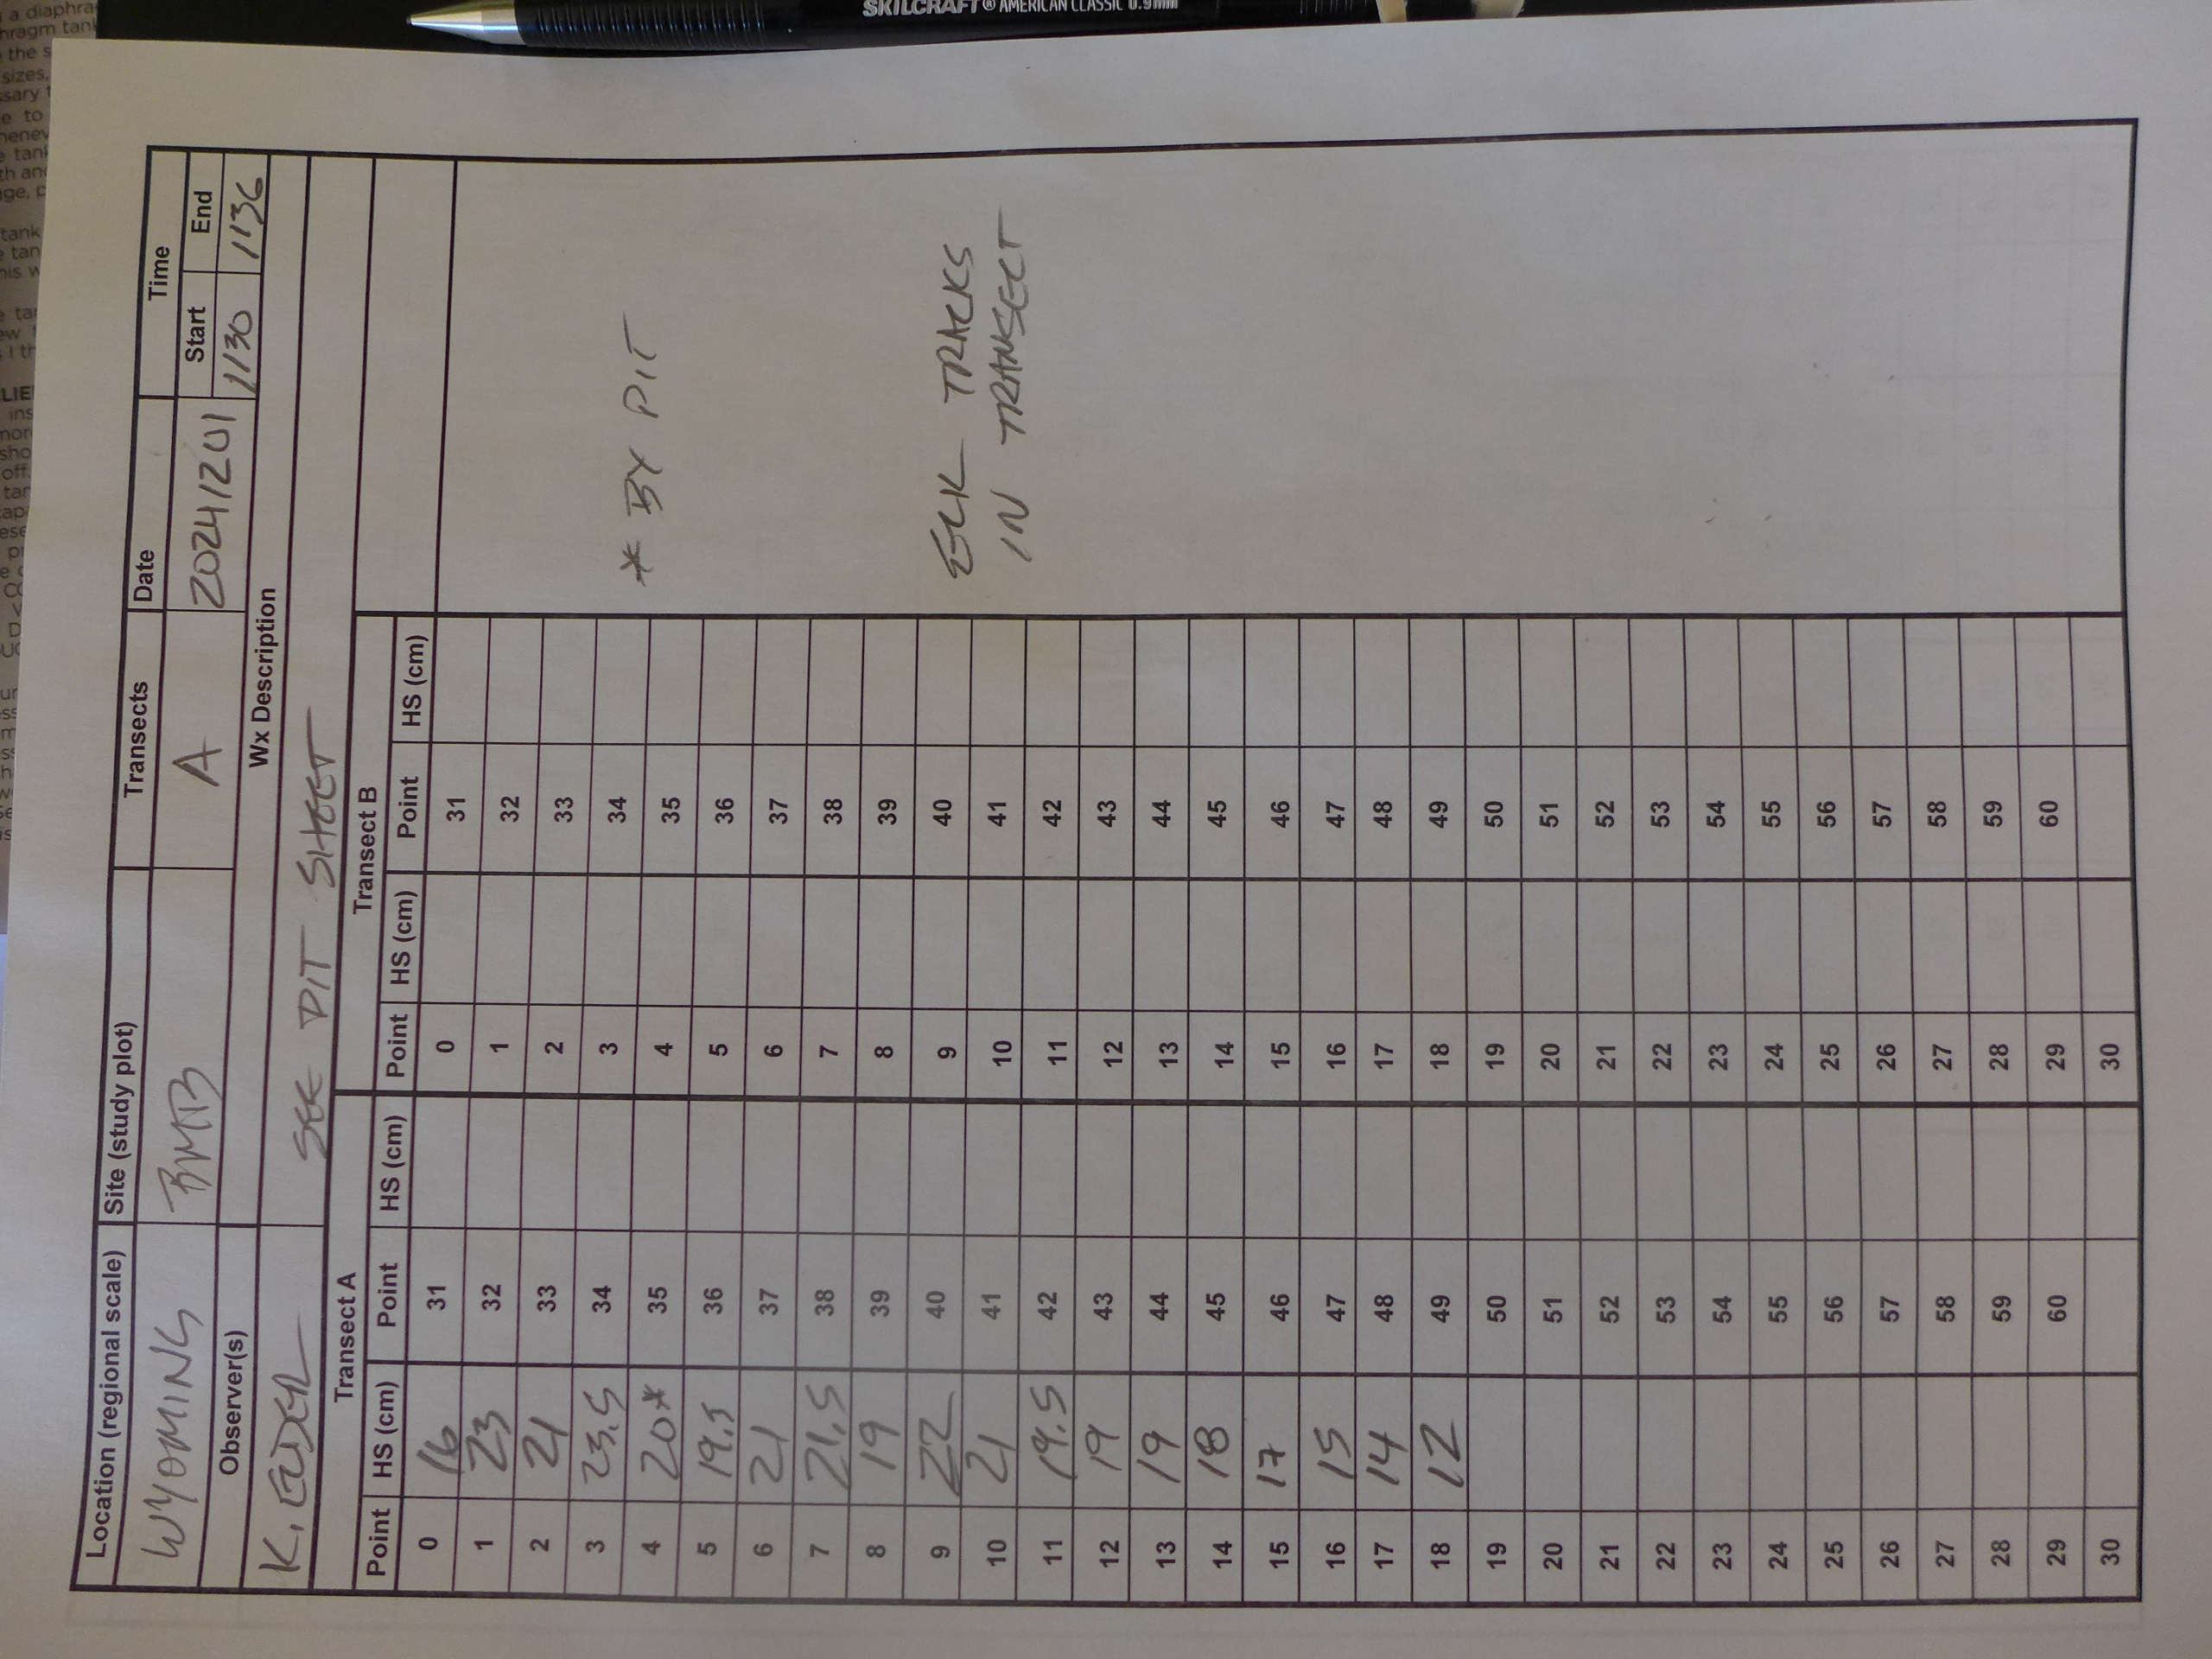 SKILCRAFT® AMERICAN CLASSIC 0.9mm
Location (regional scale) Site (study plot) Transects Date Time
Start End
WYOMING BMTB A 20241201 1130 1136
Observer(s) Wx Description
K. ELDER SEE PIT SHEET
Transect A Transect B
Point HS (cm) Point HS (cm) Point HS (cm) Point HS (cm)
0 16 31 0 31
1 23 32 1 32
2 21 33 2 33
3 23.5 34 3 34
4 20* 35 4 35
5 19.5 36 5 36
6 21 37 6 37
7 21.5 38 7 38
8 19 39 8 39
9 22 40 9 40
10 21 41 10 41
11 19.5 42 11 42
12 19 43 12 43
13 19 44 13 44
14 18 45 14 45
15 17 46 15 46
16 15 47 16 47
17 14 48 17 48
18 12 49 18 49
19 50 19 50
20 51 20 51
21 52 21 52
22 53 22 53
23 54 23 54
24 55 24 55
25 56 25 56
26 57 26 57
27 58 27 58
28 59 28 59
29 60 29 60
30 30
* BY PIT
ELK TRACKS
IN TRANSECT